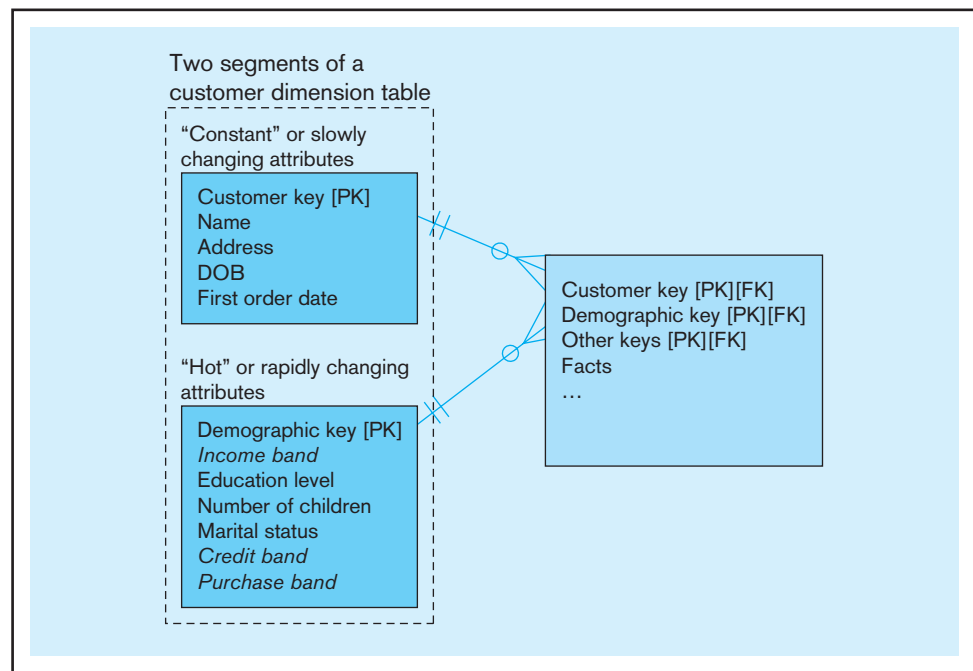 Two segments of a
customer dimension table
“Constant” or slowly
changing attributes
Customer key [PK]
Name
Address
DOB
First order date
“Hot” or rapidly changing
attributes
Demographic key [PK]
Income band
Education level
Number of children
Marital status
Credit band
Purchase band
Customer key [PK][FK]
Demographic key [PK][FK]
Other keys [PK][FK]
Facts
…